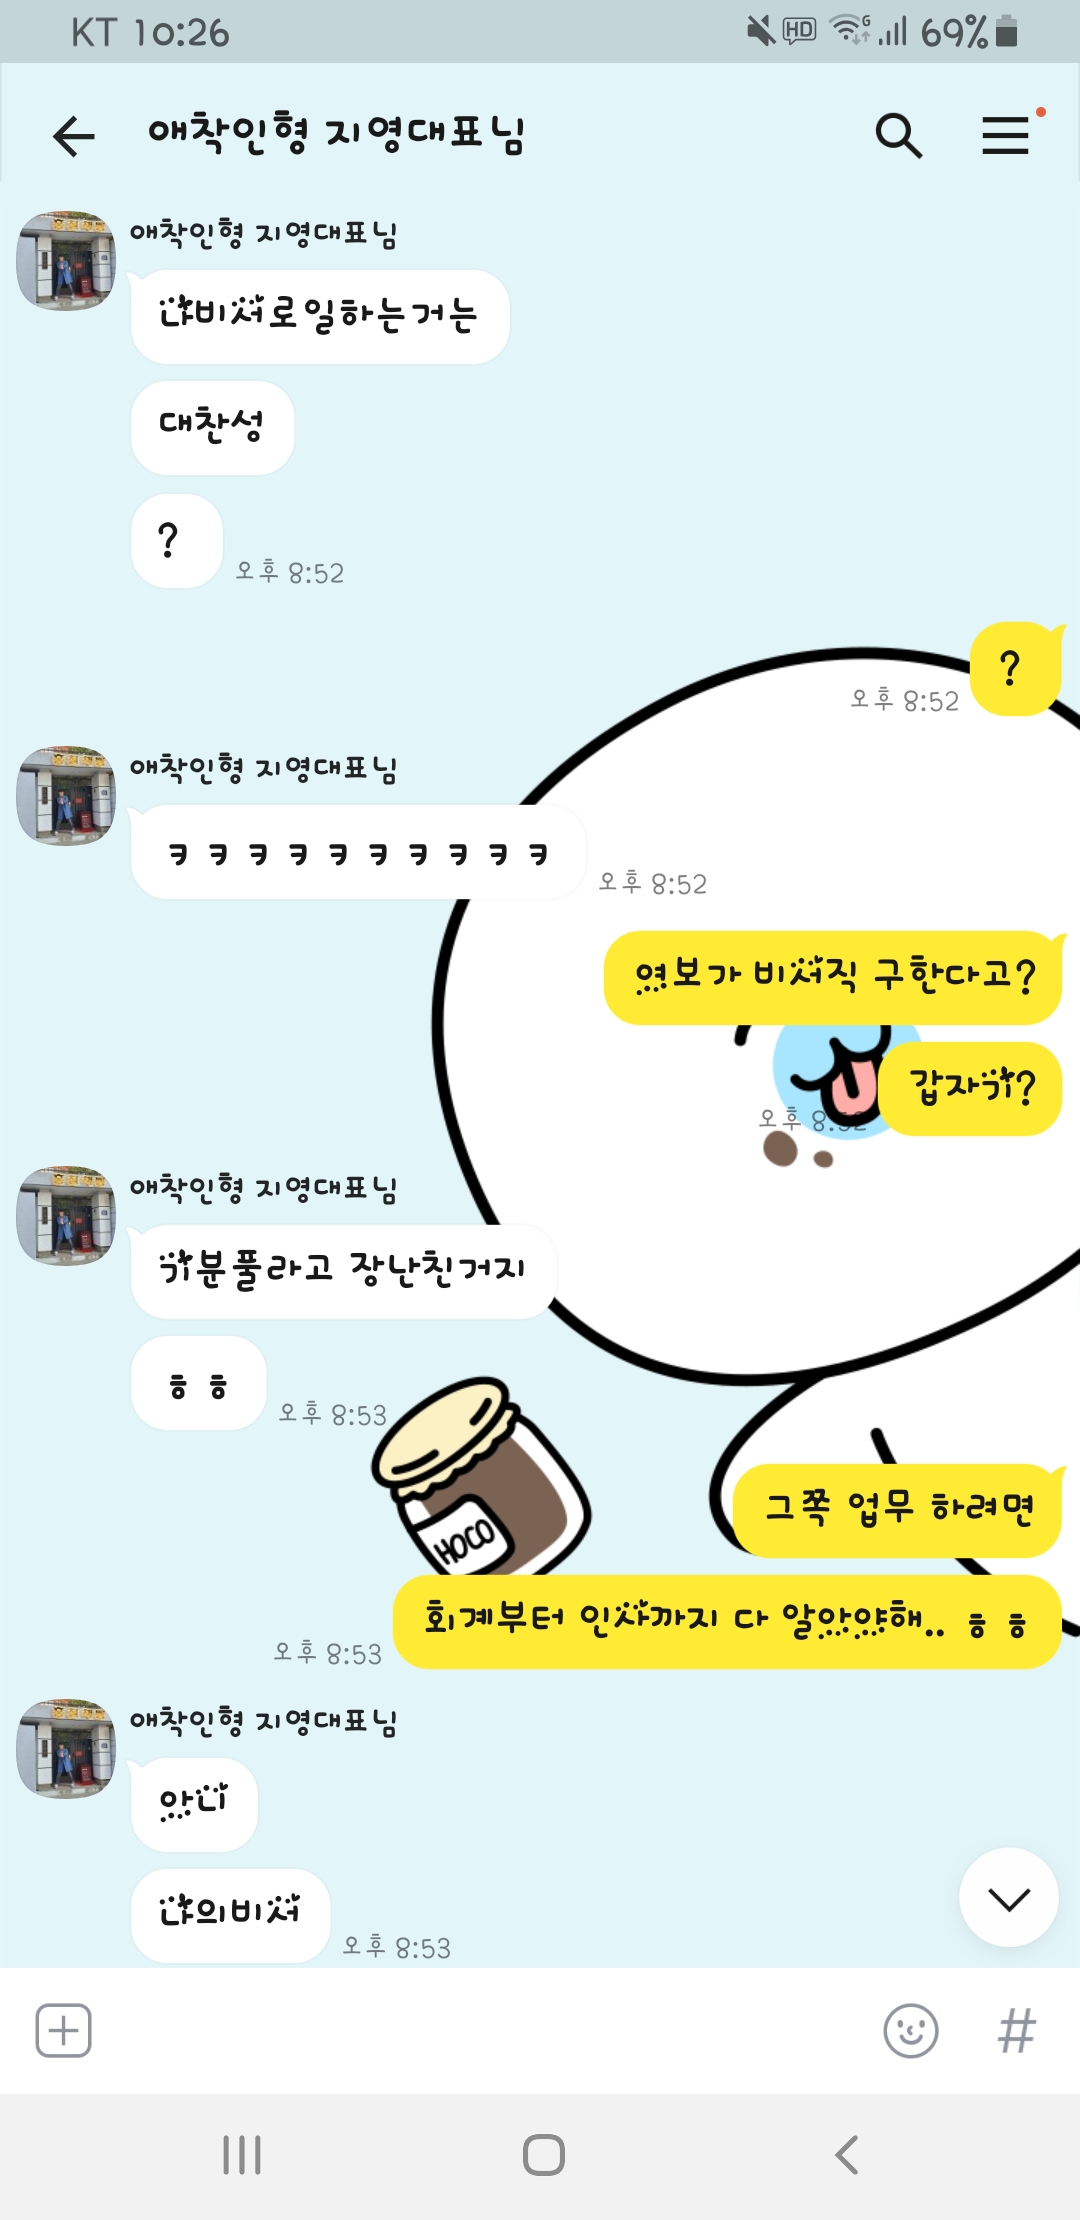 KT 10:26
HD
69%
애착인형 지영대표님
애착인형 지영대표님
나비서로일하는거는
대찬성
?
오후 8:52
?
오후 8:52
애착인형 지영대표님
ㅋㅋㅋㅋㅋㅋㅋㅋㅋㅋ
오후 8:52
여보가 비서직 구한다고?
갑자기?
오후 8:52
애착인형 지영대표님
기분풀라고 장난친거지
ㅎㅎ
오후 8:53
HOCO
그쪽 업무 하려면
회계부터 인사까지 다 알아야해.. ㅎㅎ
오후 8:53
애착인형 지영대표님
아니
나의비서
오후 8:53
#